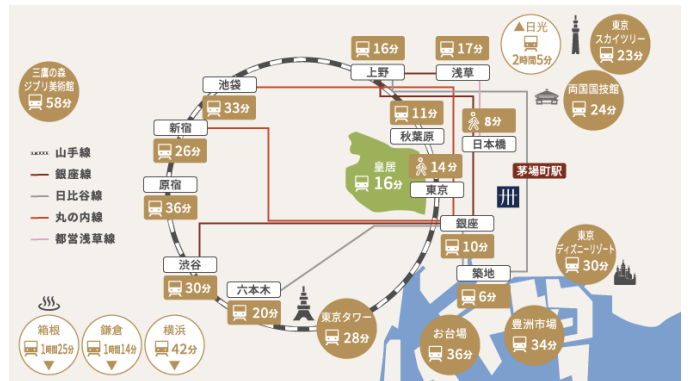 ▲日光
2時間5分
東京
スカイツリー
23分
16分
上野
17分
浅草
三鷹の森
ジブリ美術館
58分
池袋
33分
両国国技館
24分
11分
秋葉原
8分
日本橋
新宿
26分
山手線
銀座線
日比谷線
丸の内線
都営浅草線
皇居
16分
14分
東京
茅場町駅
原宿
36分
銀座
10分
東京
ディズニーリゾート
30分
渋谷
30分
六本木
20分
築地
6分
東京タワー
28分
お台場
36分
豊洲市場
34分
箱根
1時間25分
鎌倉
1時間14分
横浜
42分